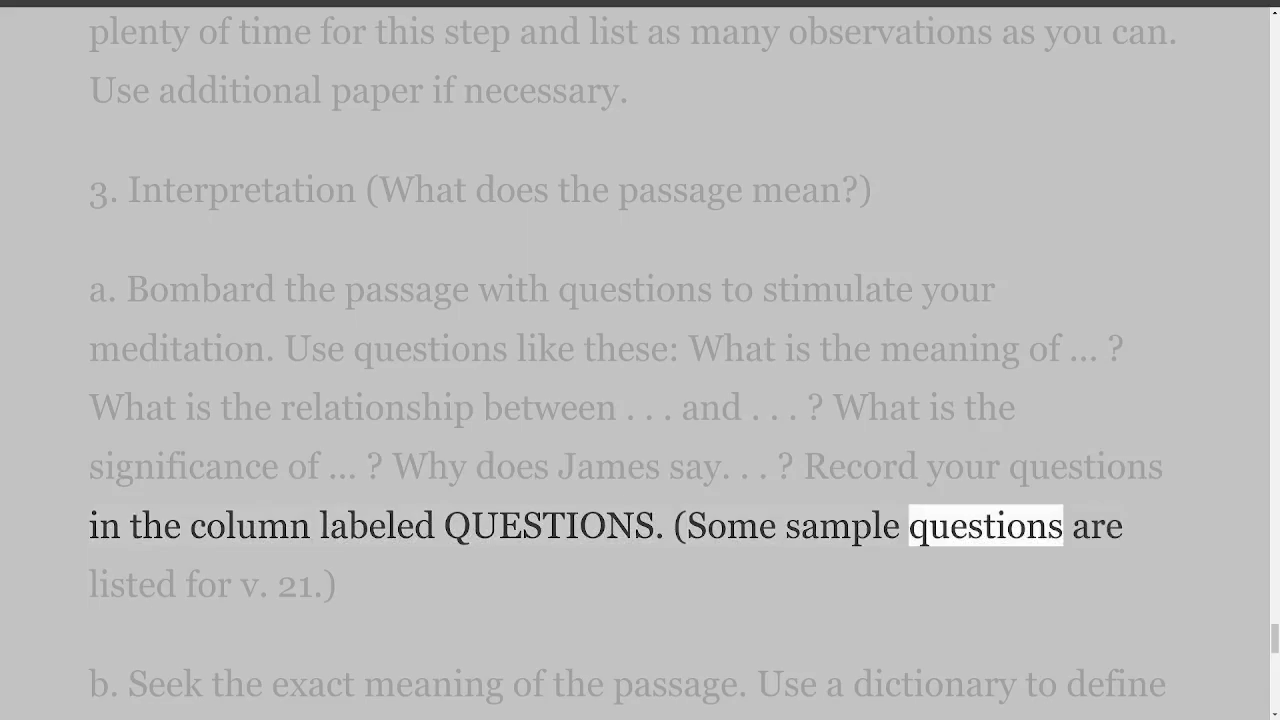 plenty of time for this step and list as many observations as you can.
Use additional paper if necessary.
3. Interpretation (What does the passage mean?)
a. Bombard the passage with questions to stimulate your
meditation. Use questions like these: What is the meaning of ... ?
What is the relationship between . . . and . . . ? What is the
significance of ... ? Why does James say. . . ? Record your questions
in the column labeled QUESTIONS. (Some sample questions are
listed for v. 21.)
b. Seek the exact meaning of the passage. Use a dictionary to define